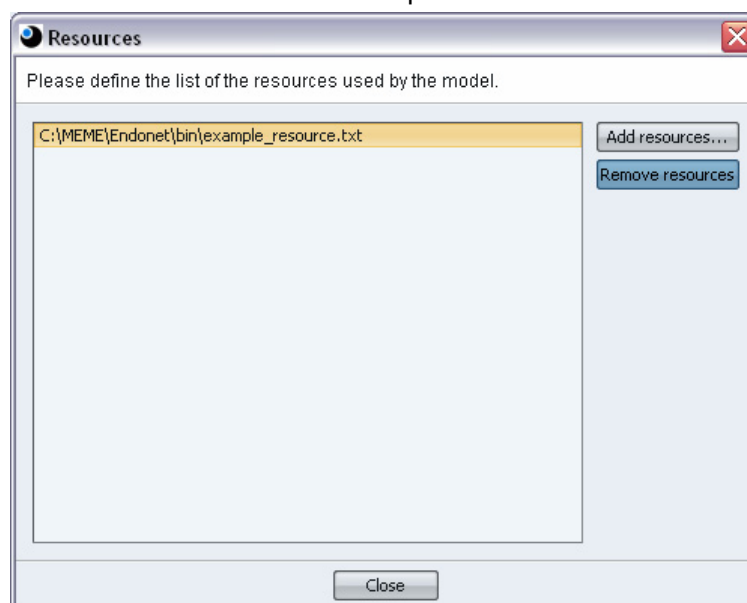 Resources
Please define the list of the resources used by the model.
C:\MEME\Endonet\bin\example_resource.txt
Add resources...
Remove resources
Close